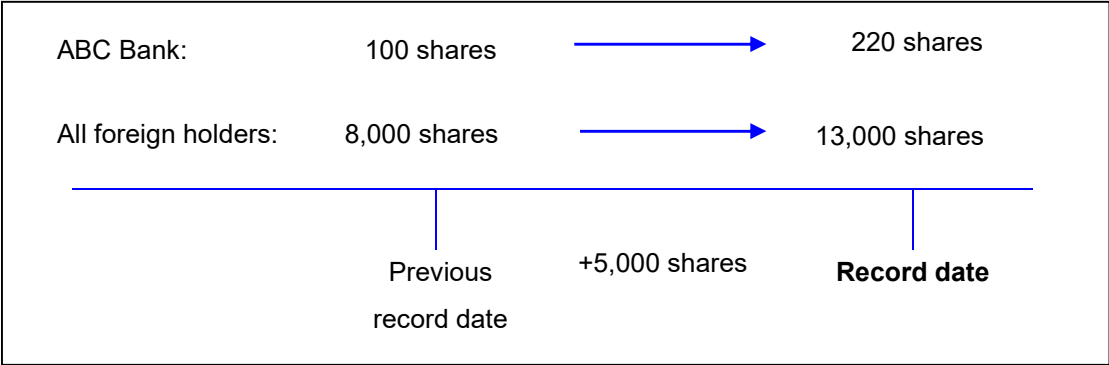 ABC Bank: 100 shares 220 shares
All foreign holders: 8,000 shares 13,000 shares
Previous +5,000 shares Record date
record date